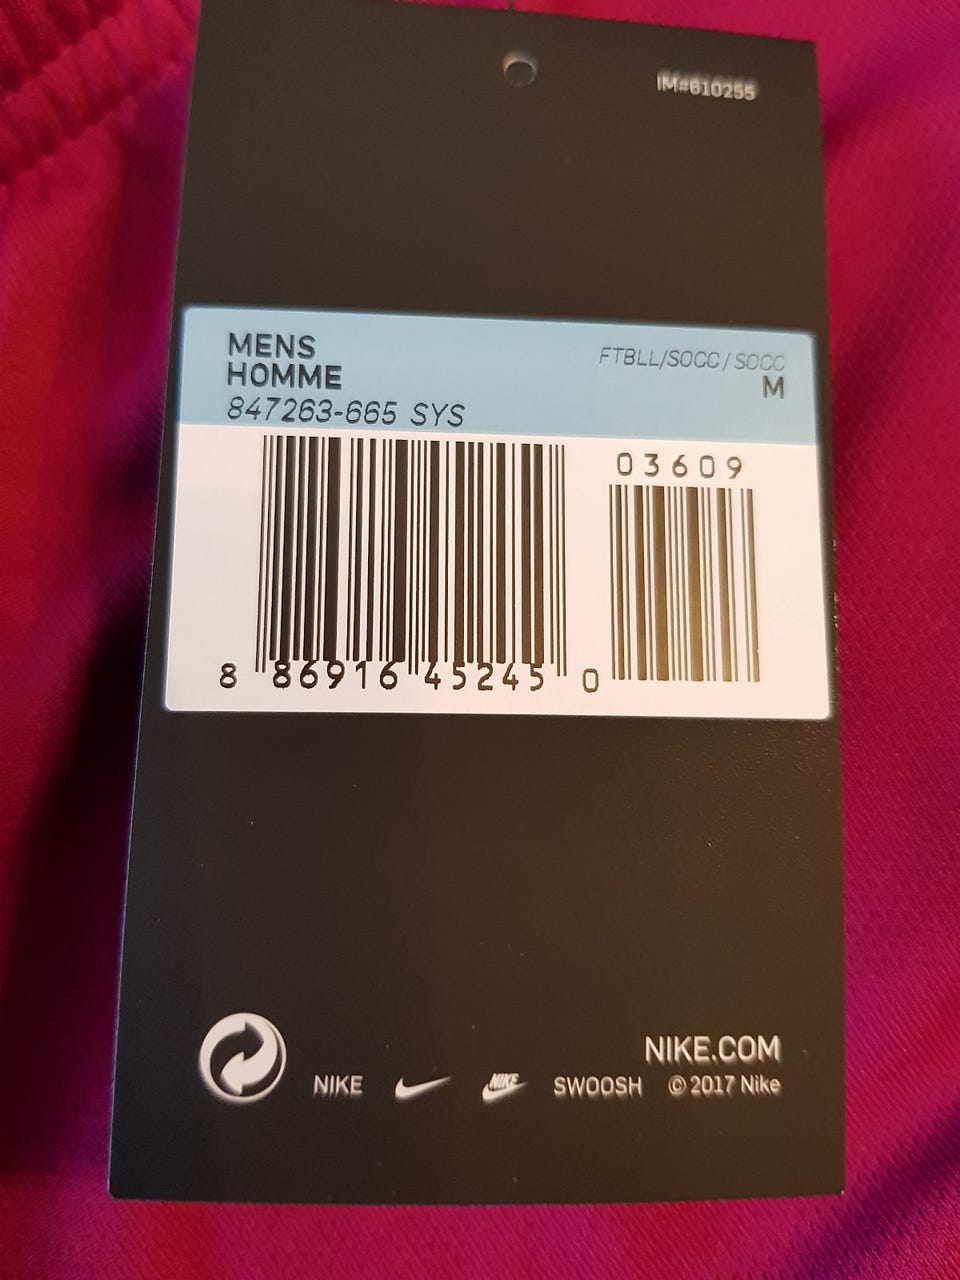 IM#610255
MENS
HOMME
847263-665 SYS
FTBLL/SOCC/SOCC
M
03609
8 86916 45245 0
NIKE.COM
NIKE NIKE SWOOSH © 2017 Nike